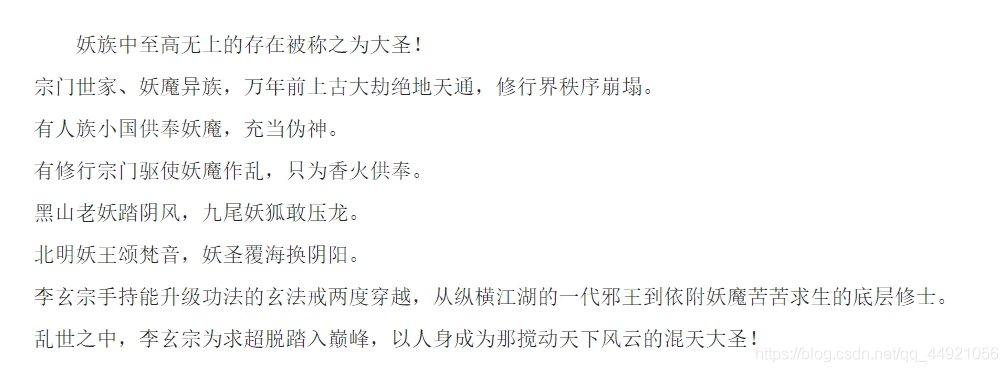 妖族中至高无上的存在被称之为大圣！
宗门世家、妖魔异族，万年前上古大劫绝地天通，修行界秩序崩塌。
有人族小国供奉妖魔，充当伪神。
有修行宗门驱使妖魔作乱，只为香火供奉。
黑山老妖踏阴风，九尾妖狐敢压龙。
北明妖王颂梵音，妖圣覆海换阴阳。
李玄宗手持能升级功法的玄法戒两度穿越，从纵横江湖的一代邪王到依附妖魔苦苦求生的底层修士。
乱世之中，李玄宗为求超脱踏入巅峰，以人身成为那搅动天下风云的混天大圣！
https://blog.csdn.net/qq_44921056